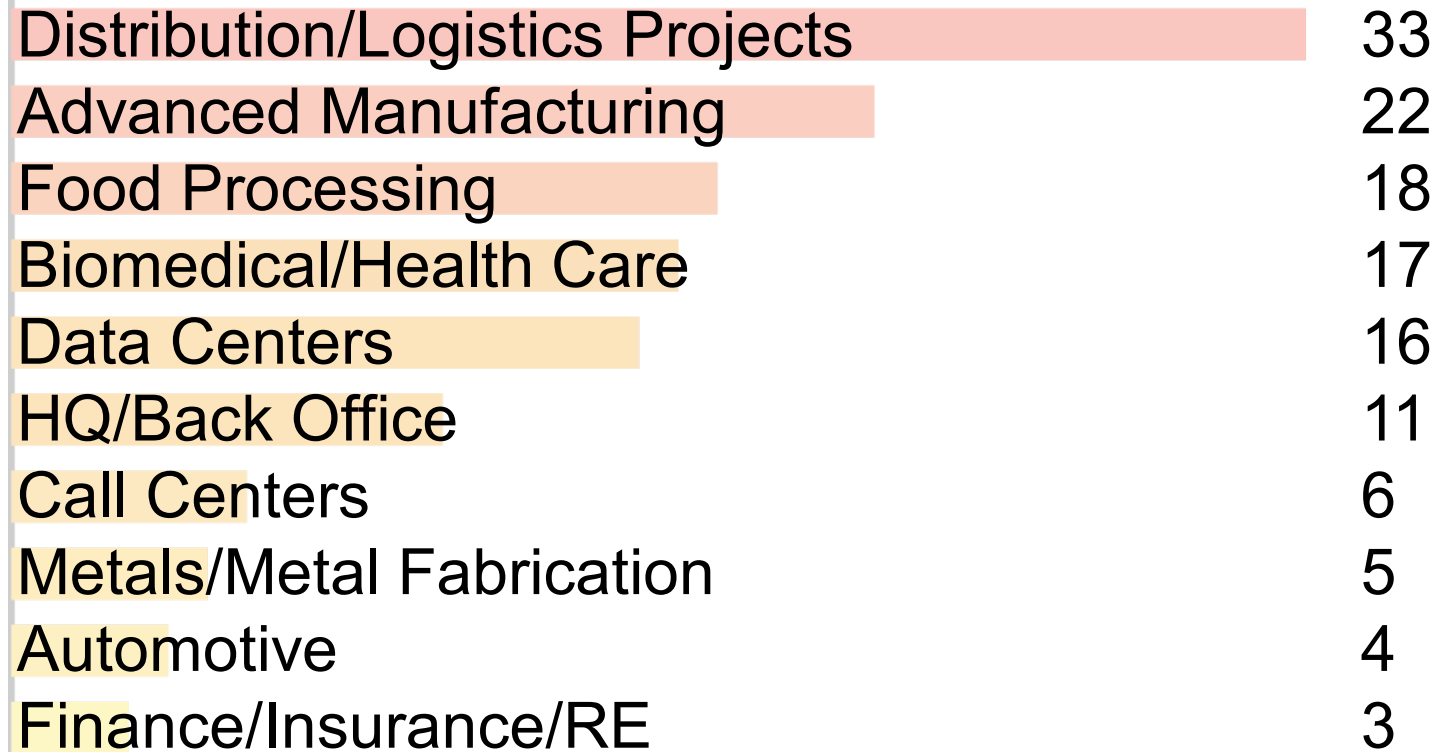 Distribution/Logistics Projects 33
Advanced Manufacturing 22
Food Processing 18
Biomedical/Health Care 17
Data Centers 16
HQ/Back Office 11
Call Centers 6
Metals/Metal Fabrication 5
Automotive 4
Finance/Insurance/RE 3